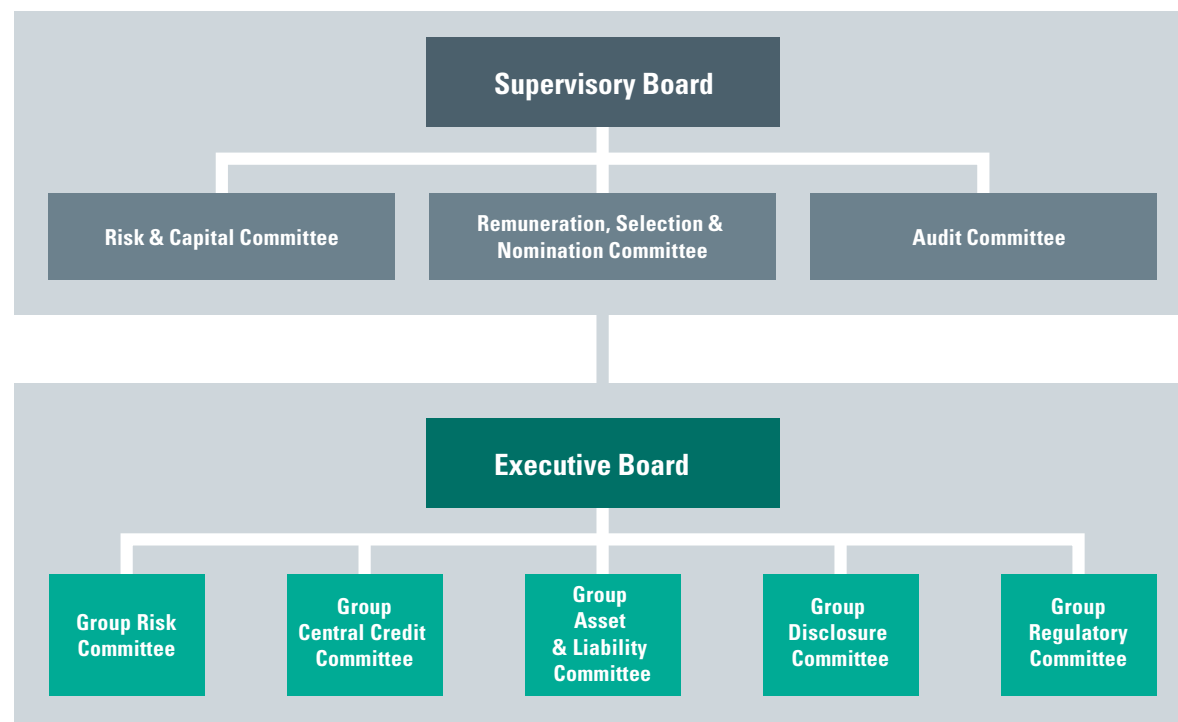 Supervisory Board
Risk & Capital Committee
Remuneration, Selection &
Nomination Committee
Audit Committee
Executive Board
Group Risk
Committee
Group
Central Credit
Committee
Group
Asset
& Liability
Committee
Group
Disclosure
Committee
Group
Regulatory
Committee